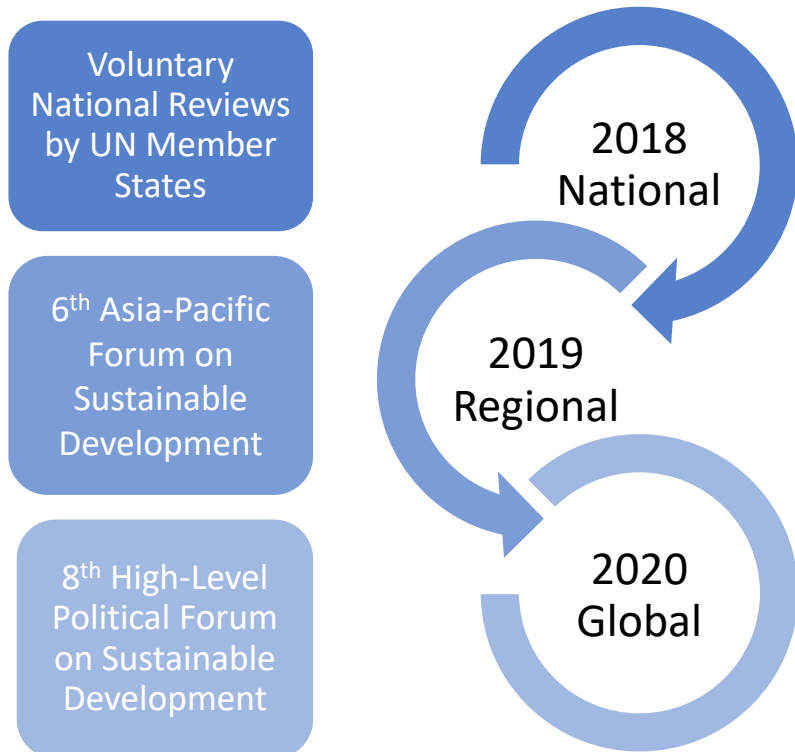 Voluntary
National Reviews
by UN Member
States
2018
National
6th Asia-Pacific
Forum on
Sustainable
Development
2019
Regional
8th High-Level
Political Forum
on Sustainable
Development
2020
Global